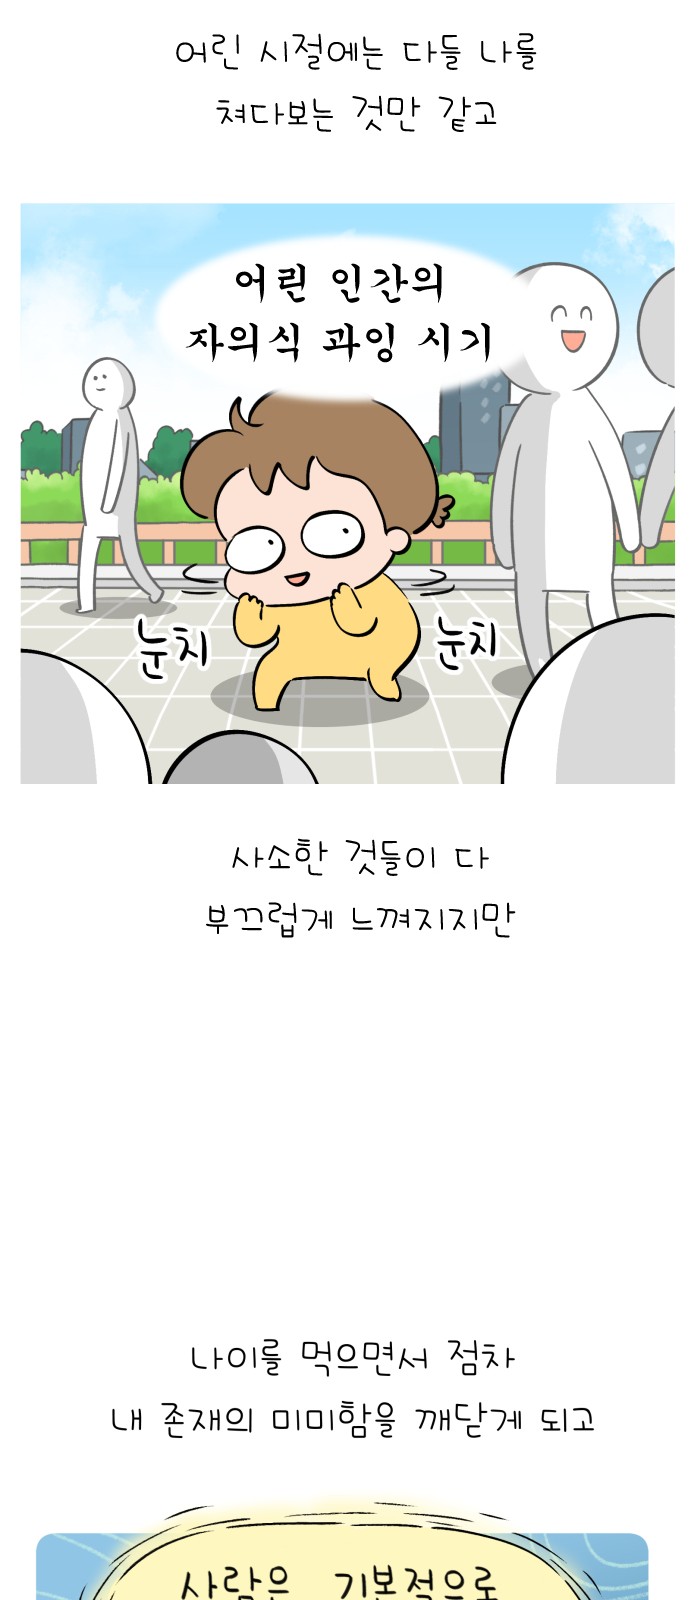 어린 시절에는 다들 나를
쳐다보는 것만 같고
어린 인간의
자의식 과잉 시기
눈치
눈치
사소한 것들이 다
부끄럽게 느껴지지만
나이를 먹으면서 점차
내 존재의 미미함을 깨닫게 되고
사람은 기본적으로